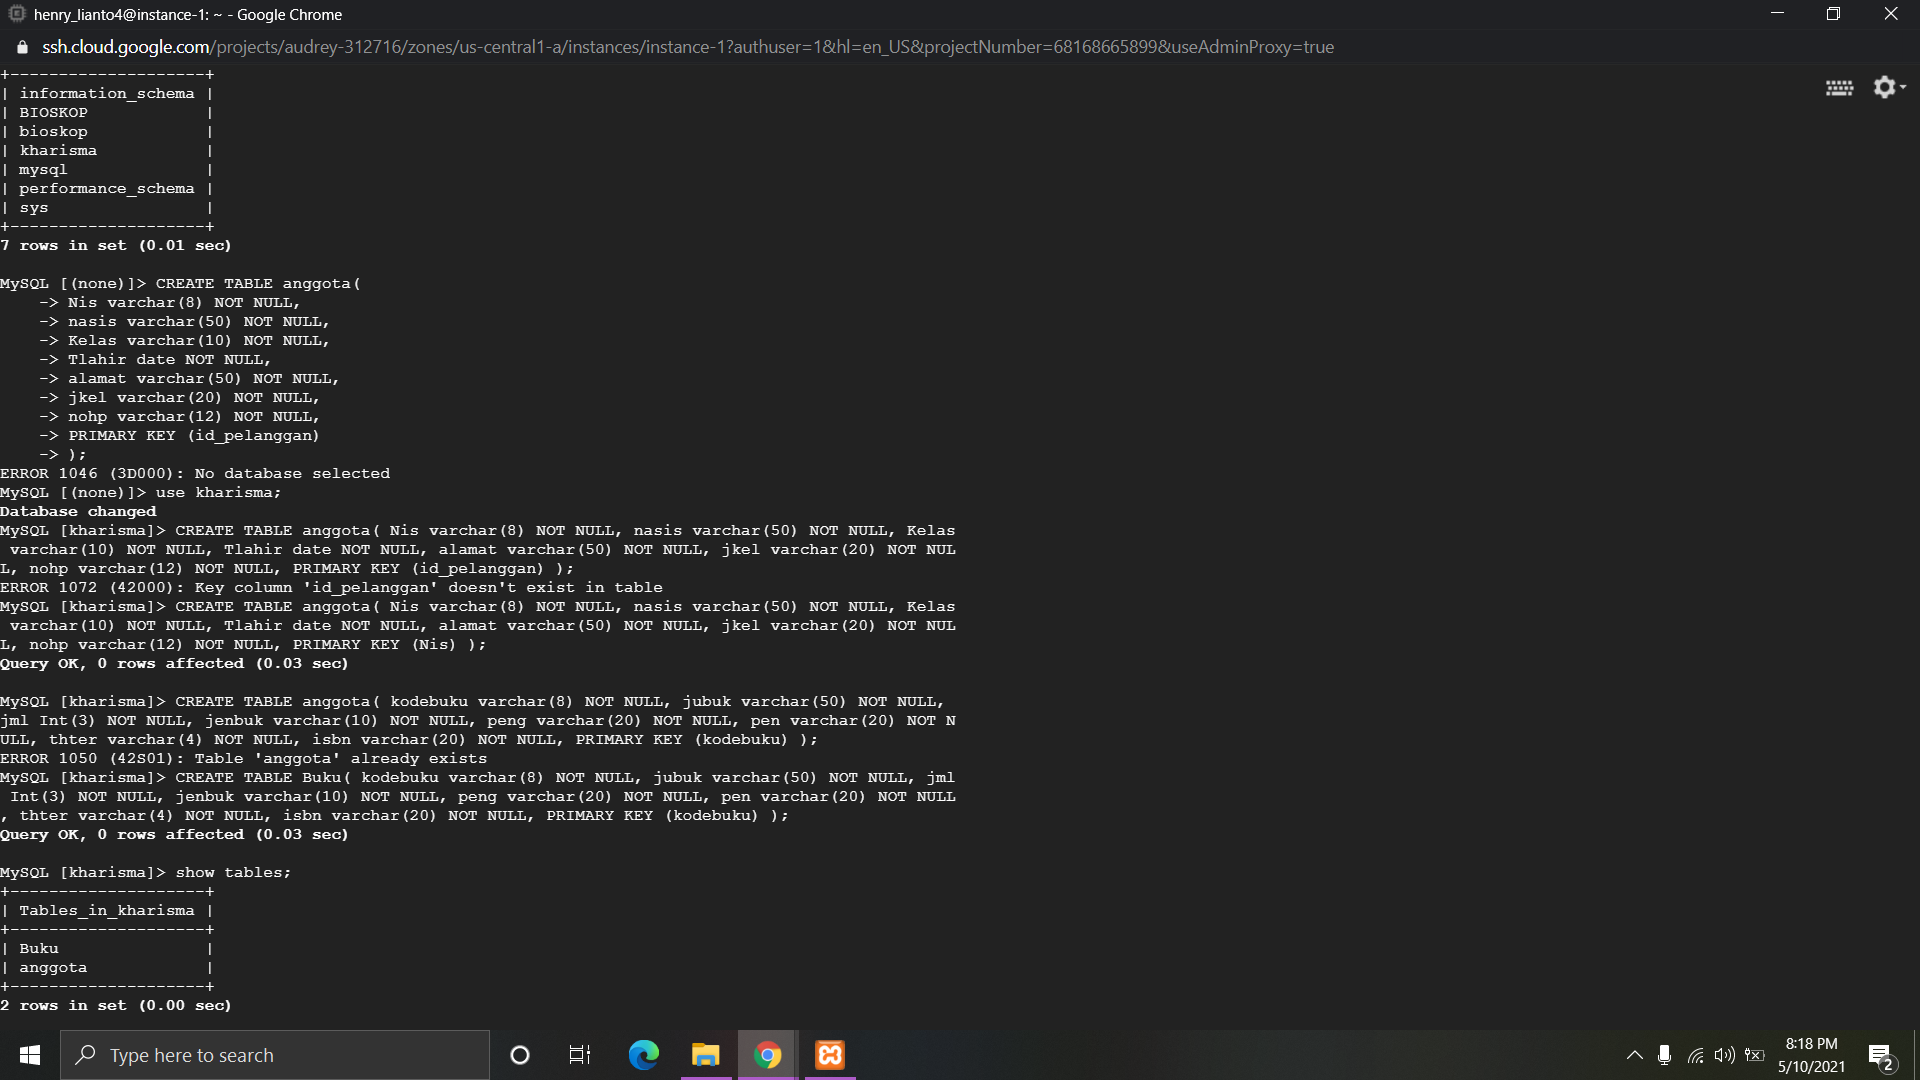 henry_lianto4@instance-1: ~ - Google Chrome
ssh.cloud.google.com/projects/audrey-312716/zones/us-central1-a/instances/instance-1?authuser=1&hl=en_US&projectNumber=68168665899&useAdminProxy=true
+--------------------+
| information_schema |
| BIOSKOP            |
| bioskop            |
| kharisma           |
| mysql              |
| performance_schema |
| sys                |
+--------------------+
7 rows in set (0.01 sec)
MySQL [(none)]> CREATE TABLE anggota(
    -> Nis varchar(8) NOT NULL,
    -> nasis varchar(50) NOT NULL,
    -> Kelas varchar(10) NOT NULL,
    -> Tlahir date NOT NULL,
    -> alamat varchar(50) NOT NULL,
    -> jkel varchar(20) NOT NULL,
    -> nohp varchar(12) NOT NULL,
    -> PRIMARY KEY (id_pelanggan)
    -> );
ERROR 1046 (3D000): No database selected
MySQL [(none)]> use kharisma;
Database changed
MySQL [kharisma]> CREATE TABLE anggota( Nis varchar(8) NOT NULL, nasis varchar(50) NOT NULL, Kelas
 varchar(10) NOT NULL, Tlahir date NOT NULL, alamat varchar(50) NOT NULL, jkel varchar(20) NOT NUL
L, nohp varchar(12) NOT NULL, PRIMARY KEY (id_pelanggan) );
ERROR 1072 (42000): Key column 'id_pelanggan' doesn't exist in table
MySQL [kharisma]> CREATE TABLE anggota( Nis varchar(8) NOT NULL, nasis varchar(50) NOT NULL, Kelas
 varchar(10) NOT NULL, Tlahir date NOT NULL, alamat varchar(50) NOT NULL, jkel varchar(20) NOT NUL
L, nohp varchar(12) NOT NULL, PRIMARY KEY (Nis) );
Query OK, 0 rows affected (0.03 sec)
MySQL [kharisma]> CREATE TABLE anggota( kodebuku varchar(8) NOT NULL, jubuk varchar(50) NOT NULL,
jml Int(3) NOT NULL, jenbuk varchar(10) NOT NULL, peng varchar(20) NOT NULL, pen varchar(20) NOT N
ULL, thter varchar(4) NOT NULL, isbn varchar(20) NOT NULL, PRIMARY KEY (kodebuku) );
ERROR 1050 (42S01): Table 'anggota' already exists
MySQL [kharisma]> CREATE TABLE Buku( kodebuku varchar(8) NOT NULL, jubuk varchar(50) NOT NULL, jml
 Int(3) NOT NULL, jenbuk varchar(10) NOT NULL, peng varchar(20) NOT NULL, pen varchar(20) NOT NULL
, thter varchar(4) NOT NULL, isbn varchar(20) NOT NULL, PRIMARY KEY (kodebuku) );
Query OK, 0 rows affected (0.03 sec)
MySQL [kharisma]> show tables;
+--------------------+
| Tables_in_kharisma |
+--------------------+
| Buku               |
| anggota            |
+--------------------+
2 rows in set (0.00 sec)
Type here to search
8:18 PM
5/10/2021
2